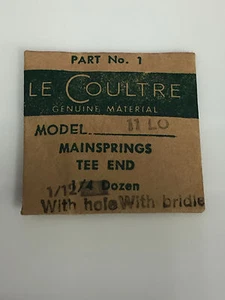 PART No. 1
LE COULTRE
GENUINE MATERIAL
MODEL 11 LO
MAINSPRINGS
TEE END
1/12 1/4 Dozen
With hole With bridle